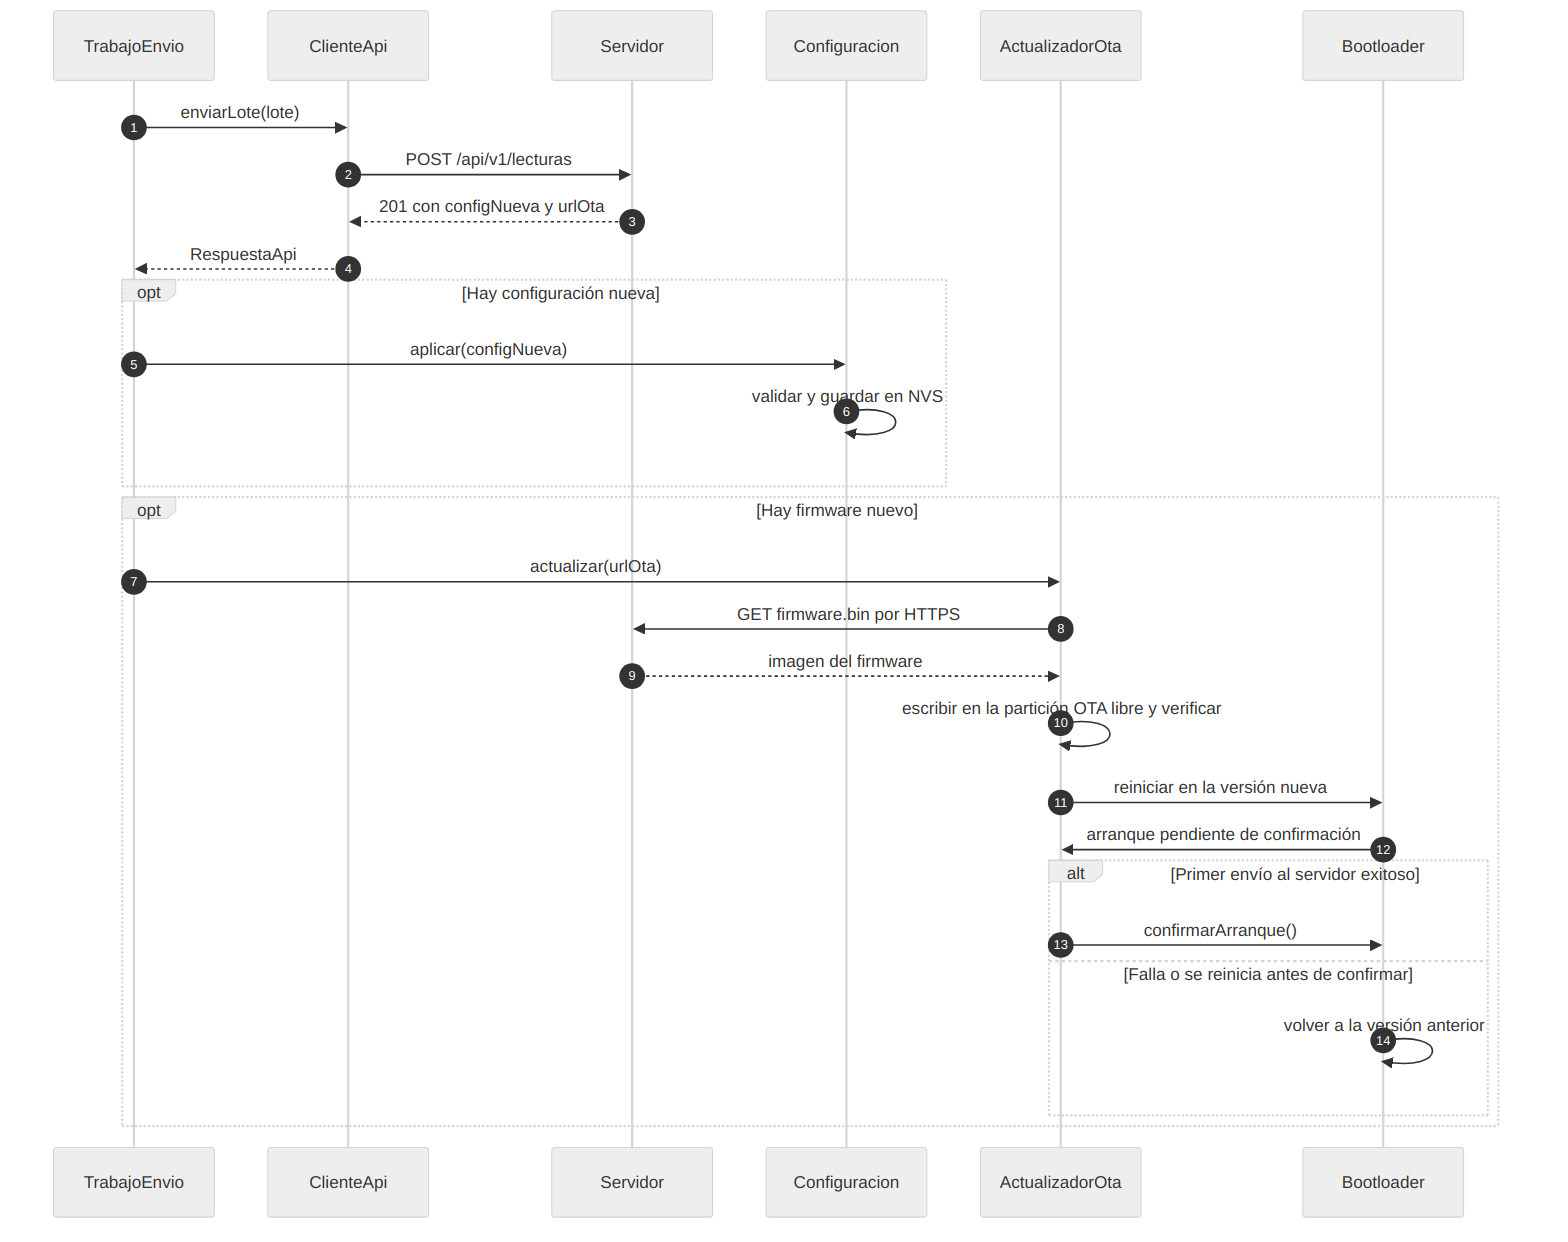 TrabajoEnvio
ClienteApi
Servidor
Configuracion
ActualizadorOta
Bootloader
enviarLote(lote)
1
POST /api/v1/lecturas
2
201 con configNueva y urlOta
3
RespuestaApi
4
opt
[Hay configuración nueva]
aplicar(configNueva)
5
validar y guardar en NVS
6
opt
[Hay firmware nuevo]
actualizar(urlOta)
7
GET firmware.bin por HTTPS
8
imagen del firmware
9
escribir en la partición OTA libre y verificar
10
reiniciar en la versión nueva
11
arranque pendiente de confirmación
12
alt
[Primer envío al servidor exitoso]
confirmarArranque()
13
[Falla o se reinicia antes de confirmar]
volver a la versión anterior
14
TrabajoEnvio
ClienteApi
Servidor
Configuracion
ActualizadorOta
Bootloader